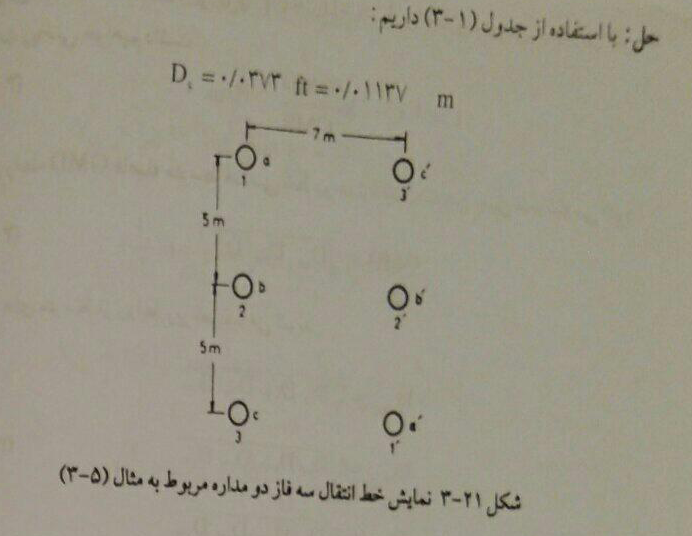 حل: با استفاده از جدول (۱-۳) داریم:
Dₛ = ۰/۰۳۷۳ ft = ۰/۰۱۱۳۷ m
7m
a c′
1 3′
5m
b b′
2 2′
5m
c a′
3 1′
شکل ۲۱-۳ نمایش خط انتقال سه فاز دو مداره مربوط به مثال (۵-۳)